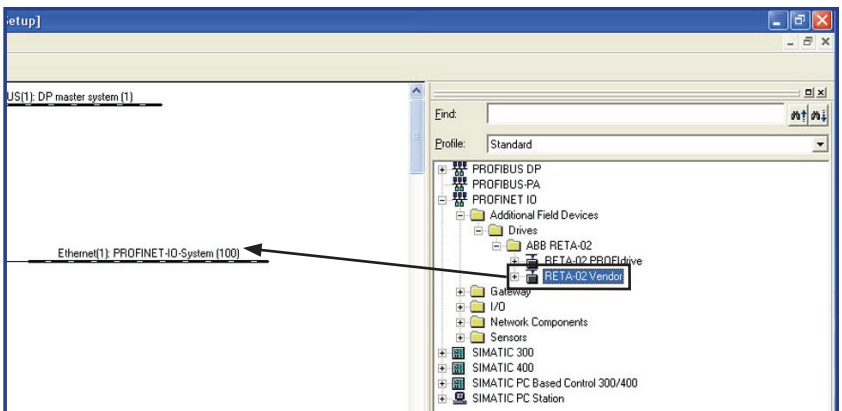 etup]
US(1): DP master system (1)
Find:
Profile: Standard
PROFIBUS DP
PROFIBUS-PA
PROFINET IO
Additional Field Devices
Drives
ABB RETA-02
RETA-02 PROFIdrive
RETA-02 Vendor
Ethernet(1): PROFINET-IO-System (100)
Gateway
I/O
Network Components
Sensors
SIMATIC 300
SIMATIC 400
SIMATIC PC Based Control 300/400
SIMATIC PC Station